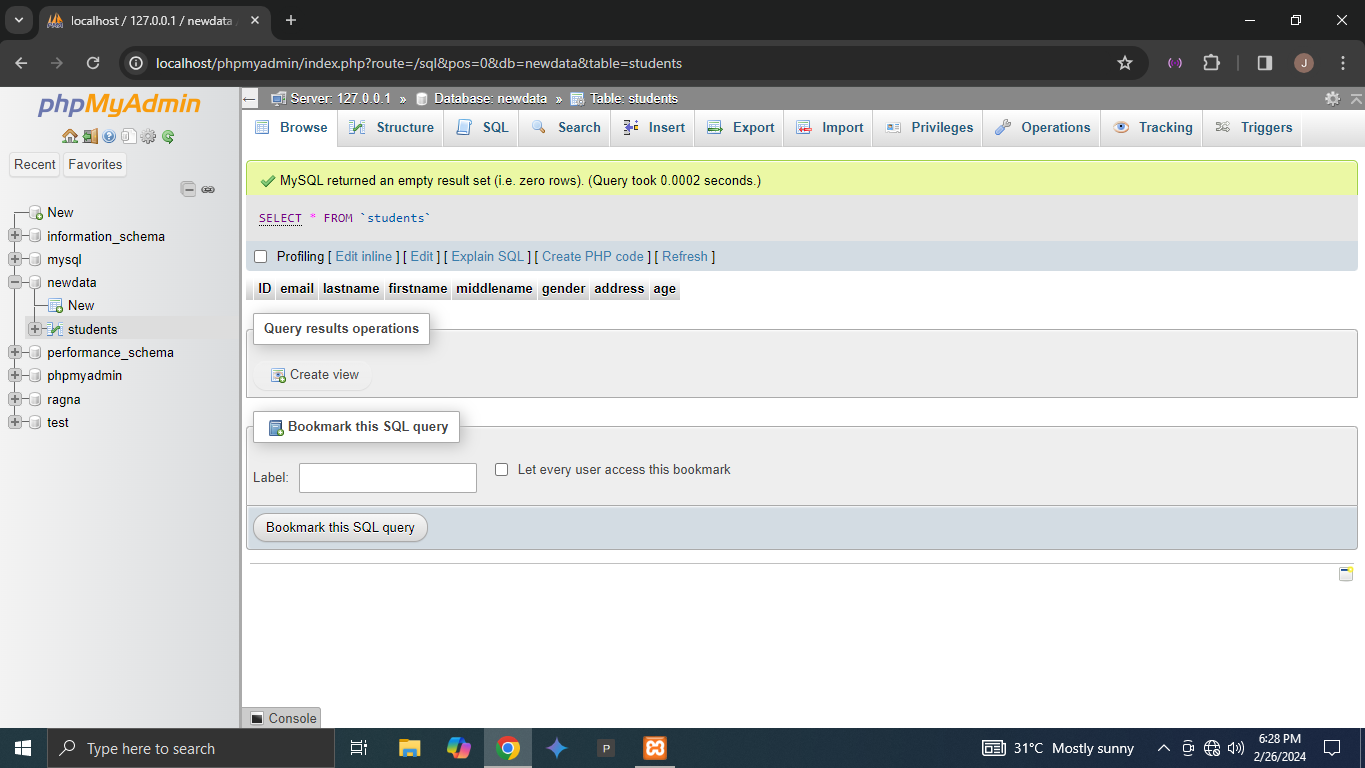 localhost / 127.0.0.1 / newdata
localhost/phpmyadmin/index.php?route=/sql&pos=0&db=newdata&table=students
J
phpMyAdmin
Recent
Favorites
New
information_schema
mysql
newdata
New
students
performance_schema
phpmyadmin
ragna
test
Server: 127.0.0.1 » Database: newdata » Table: students
Browse Structure SQL Search Insert Export Import Privileges Operations Tracking Triggers
MySQL returned an empty result set (i.e. zero rows). (Query took 0.0002 seconds.)
SELECT * FROM `students`
Profiling [ Edit inline ] [ Edit ] [ Explain SQL ] [ Create PHP code ] [ Refresh ]
ID email lastname firstname middlename gender address age
Query results operations
Create view
Bookmark this SQL query
Label:
Let every user access this bookmark
Bookmark this SQL query
Console
Type here to search
P
31°C Mostly sunny
6:28 PM
2/26/2024